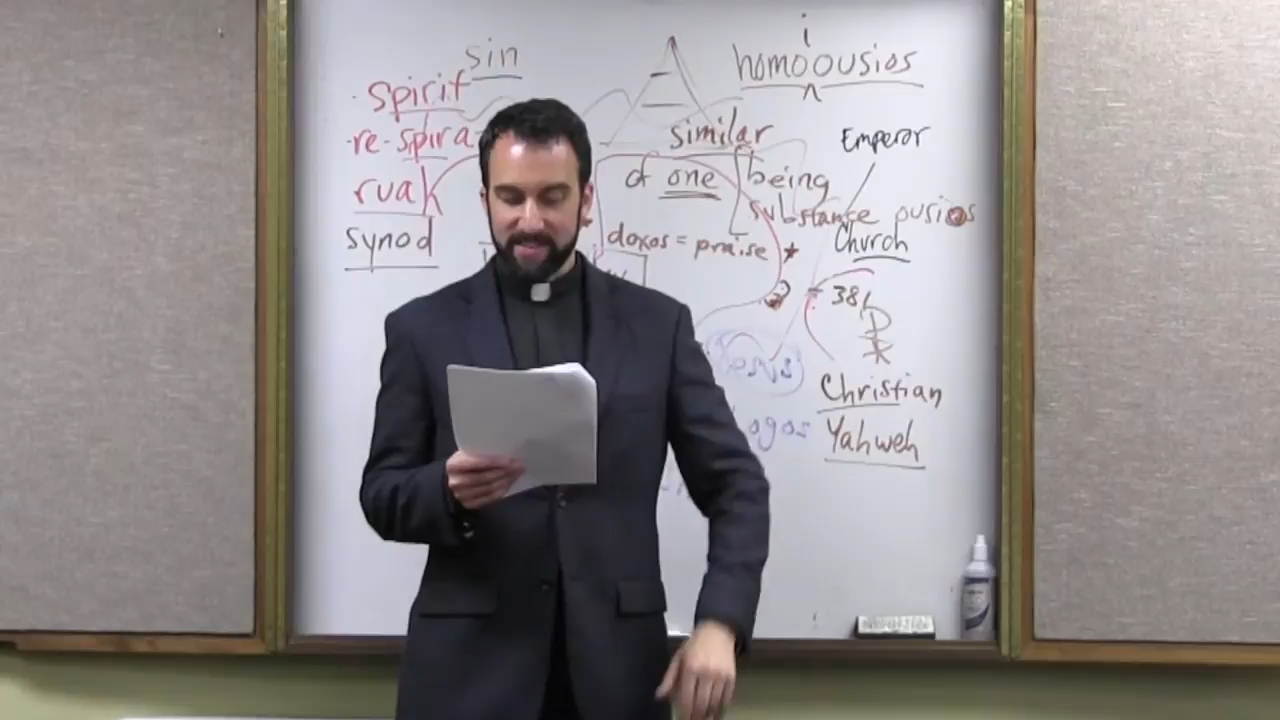 sin
i
homoousios
spirit
re-spira
similar
Emperor
ruah
of one being
substance ousios
synod
doxos = praise
Church
381
Christian
Yahweh